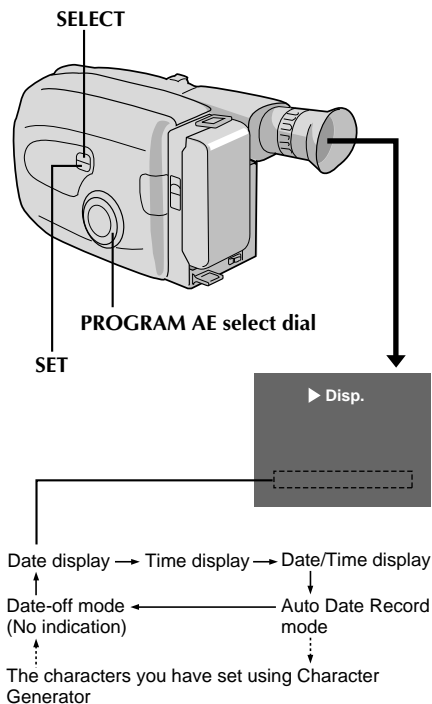 SELECT
PROGRAM AE select dial
SET
▶ Disp.
Date display → Time display → Date/Time display
Date-off mode
(No indication)
Auto Date Record
mode
The characters you have set using Character
Generator